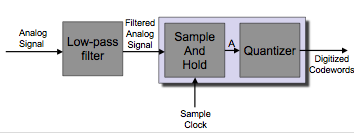 Analog
Signal
Low-pass
filter
Filtered
Analog
Signal
Sample
And
Hold
A
Quantizer
Digitized
Codewords
Sample
Clock